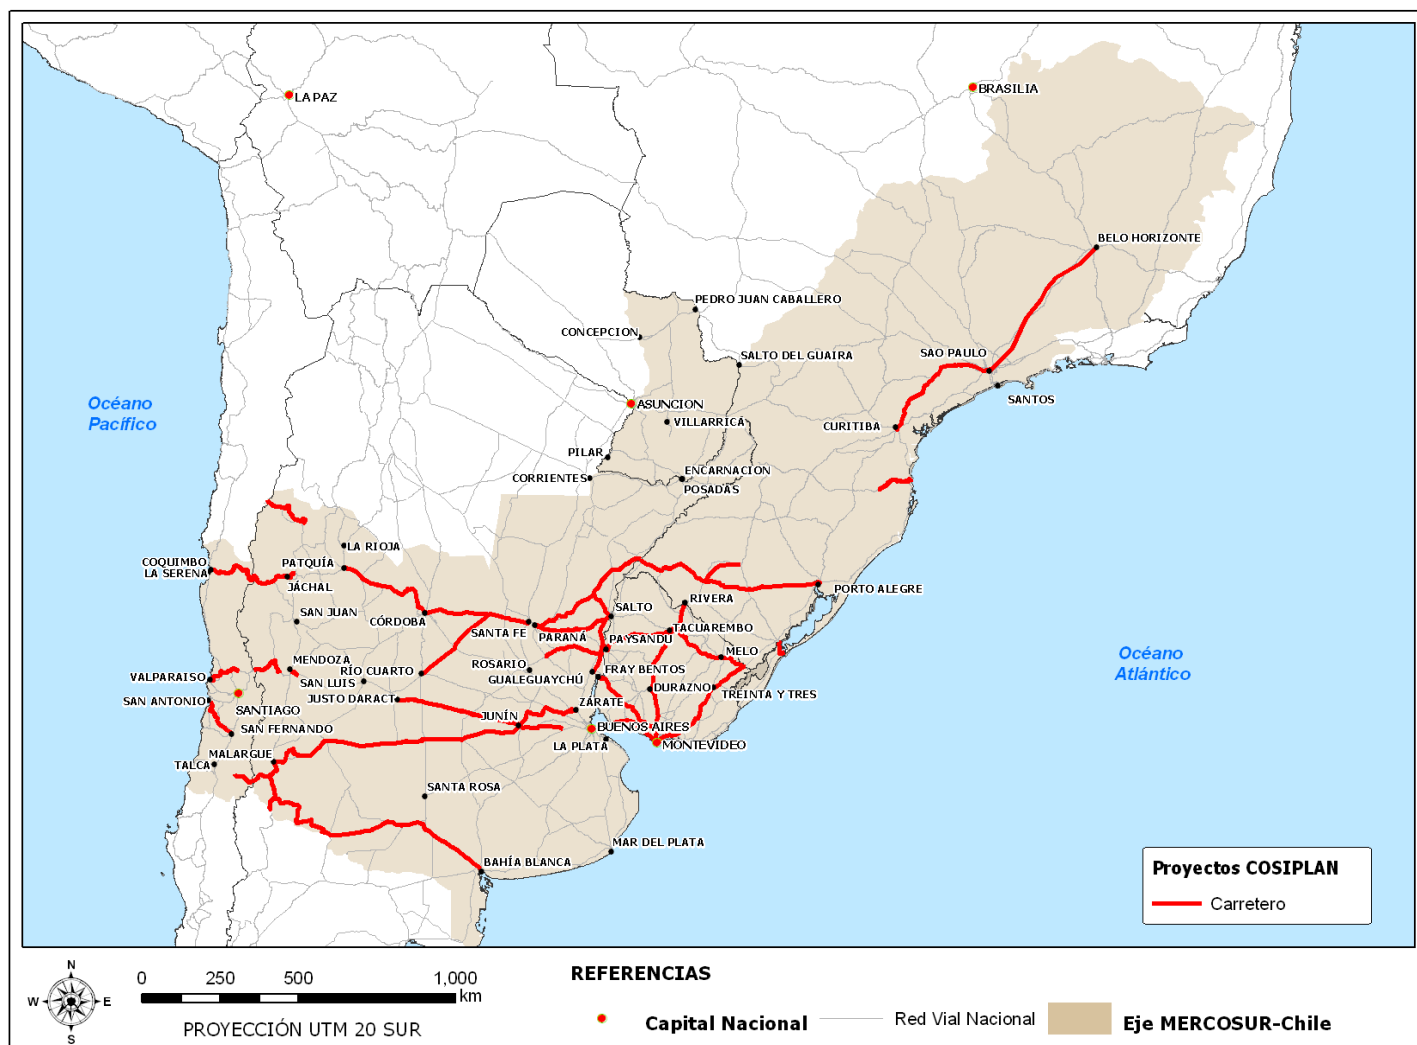 LA PAZ
BRASILIA
BELO HORIZONTE
PEDRO JUAN CABALLERO
CONCEPCION
SALTO DEL GUAIRA
SAO PAULO
SANTOS
Océano
Pacífico
ASUNCION
VILLARRICA
CURITIBA
PILAR
CORRIENTES
ENCARNACION
POSADAS
LA RIOJA
COQUIMBO
LA SERENA
PATQUÍA
JÁCHAL
PORTO ALEGRE
RIVERA
SALTO
SAN JUAN
CÓRDOBA
SANTA FE
PARANÁ
TACUAREMBO
PAYSANDU
MELO
Océano
Atlántico
MENDOZA
RÍO CUARTO
ROSARIO
FRAY BENTOS
VALPARAISO
SAN LUIS
GUALEGUAYCHÚ
DURAZNO
TREINTA Y TRES
SAN ANTONIO
SANTIAGO
JUSTO DARACT
ZÁRATE
JUNÍN
BUENOS AIRES
SAN FERNANDO
LA PLATA
MONTEVIDEO
MALARGUE
TALCA
SANTA ROSA
MAR DEL PLATA
BAHÍA BLANCA
Proyectos COSIPLAN
Carretero
N
W E
S
0 250 500 1,000
km
PROYECCIÓN UTM 20 SUR
REFERENCIAS
Capital Nacional
Red Vial Nacional
Eje MERCOSUR-Chile